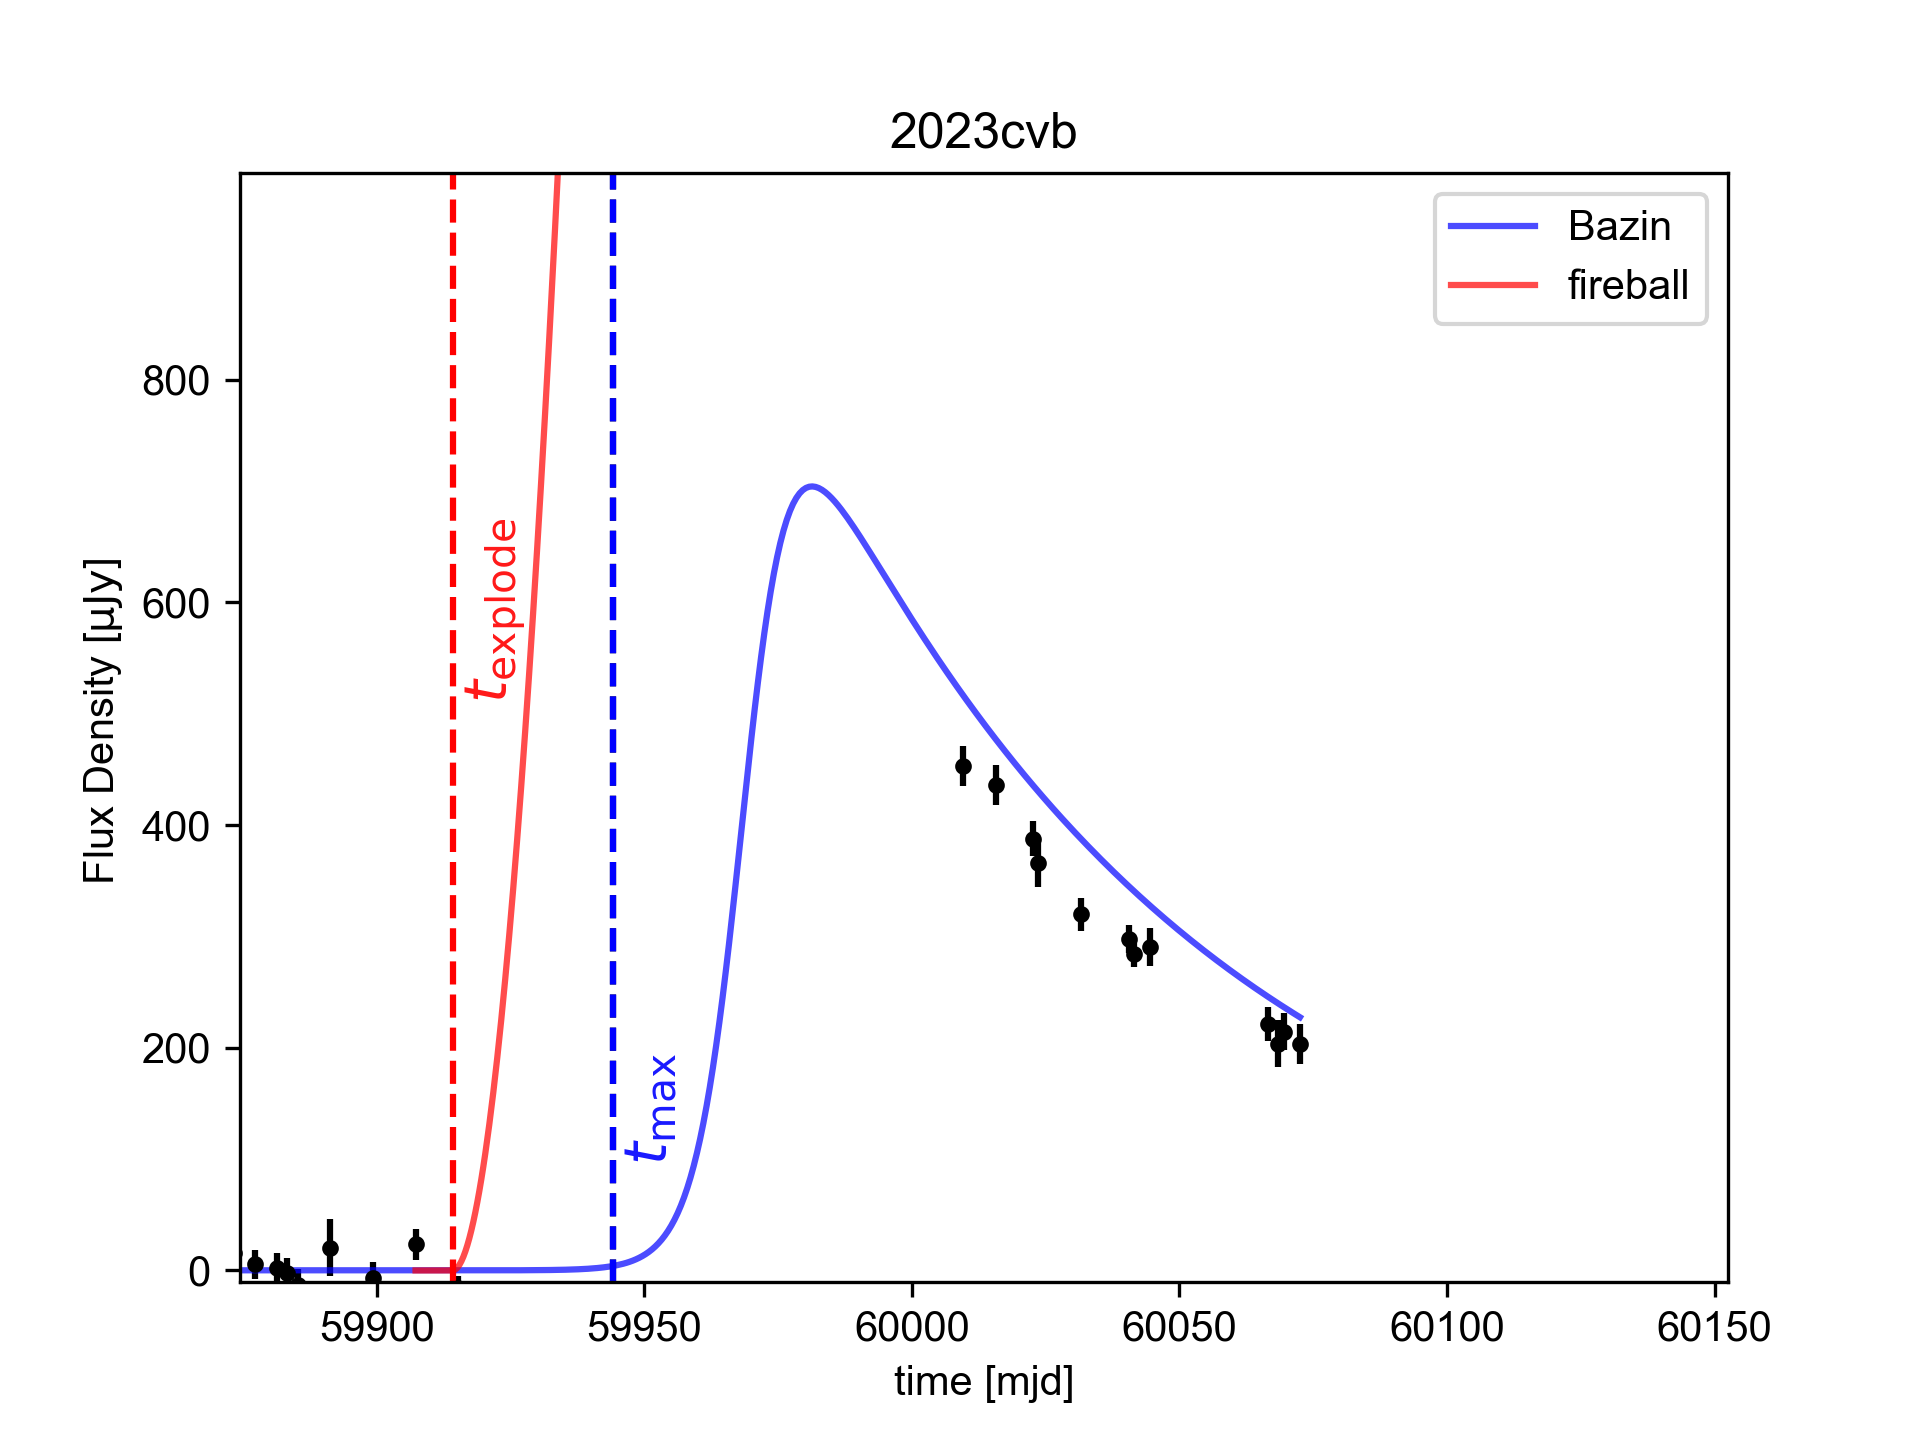 2023cvb
Bazin
fireball
Flux Density [µJy]
800
600
400
200
0
t_explode
t_max
59900
59950
60000
60050
60100
60150
time [mjd]